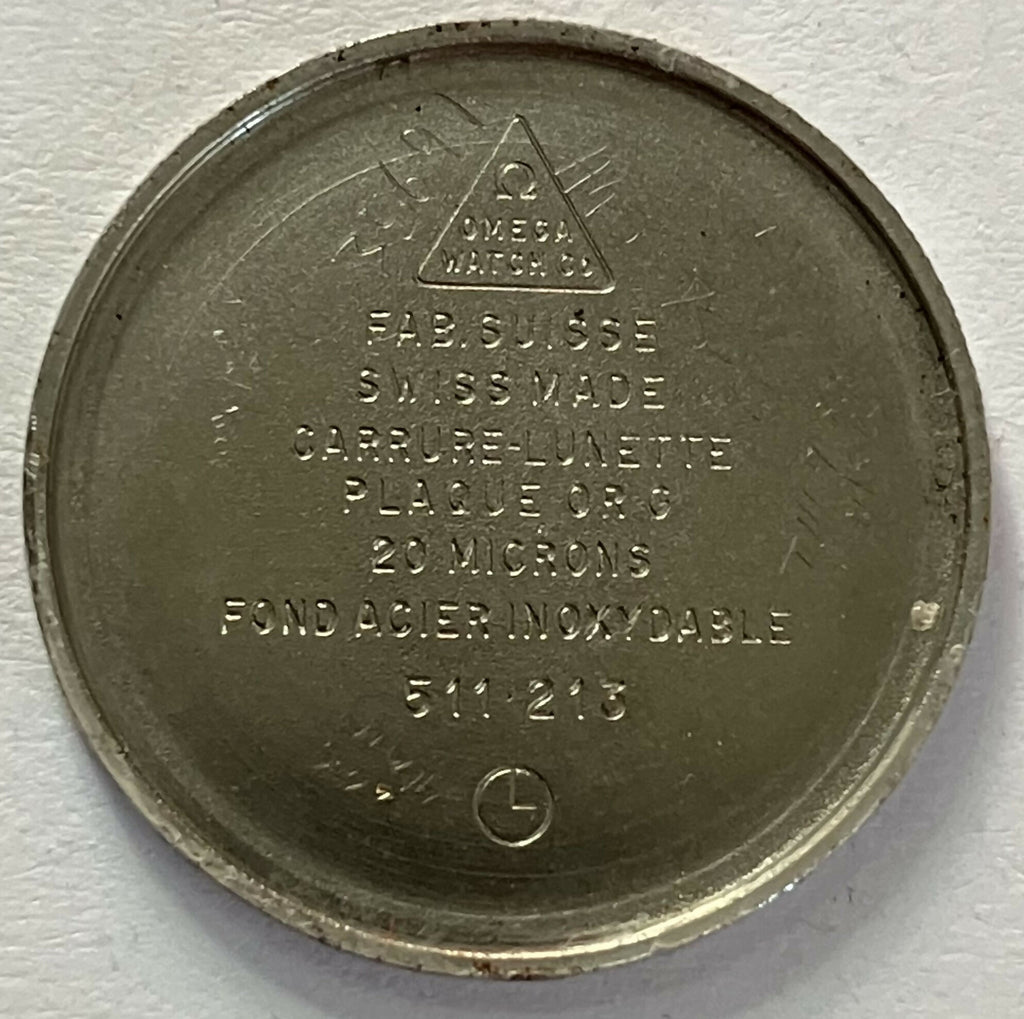 Ω
OMEGA
WATCH Co
FAB. SUISSE
SWISS MADE
CARRURE-LUNETTE
PLAQUE OR G
20 MICRONS
FOND ACIER INOXYDABLE
511·213